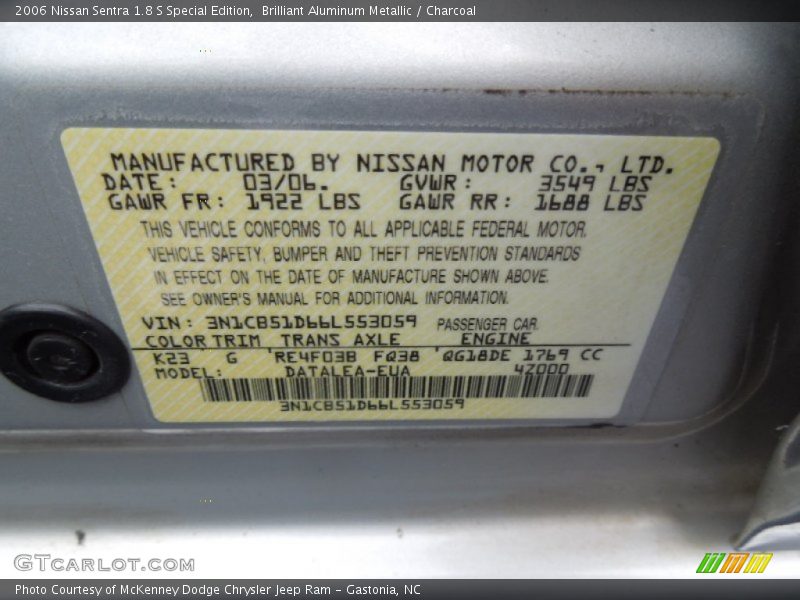 2006 Nissan Sentra 1.8 S Special Edition, Brilliant Aluminum Metallic / Charcoal
MANUFACTURED BY NISSAN MOTOR CO., LTD.
DATE: 03/06. GVWR: 3549 LBS
GAWR FR: 1922 LBS GAWR RR: 1688 LBS
THIS VEHICLE CONFORMS TO ALL APPLICABLE FEDERAL MOTOR
VEHICLE SAFETY, BUMPER AND THEFT PREVENTION STANDARDS
IN EFFECT ON THE DATE OF MANUFACTURE SHOWN ABOVE.
SEE OWNER'S MANUAL FOR ADDITIONAL INFORMATION.
VIN: 3N1CB51D66L553059 PASSENGER CAR
COLOR TRIM TRANS AXLE ENGINE
K23 G 'RE4F03B FQ38 'QG18DE 1769 CC
MODEL: DATALEA-EUA 47000
3N1CB51D66L553059
GTCARLOT.COM
Photo Courtesy of McKenney Dodge Chrysler Jeep Ram - Gastonia, NC